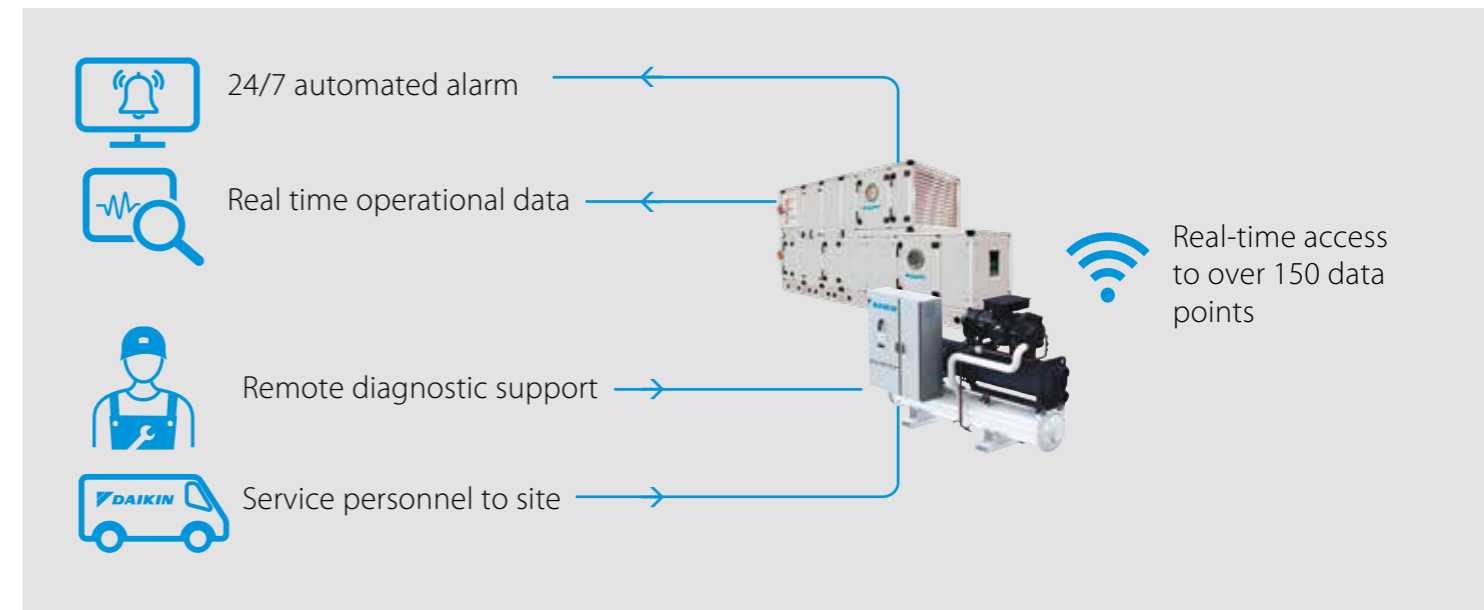 24/7 automated alarm
Real time operational data
Real-time access
to over 150 data
points
Remote diagnostic support
DAIKIN
Service personnel to site
DAIKIN